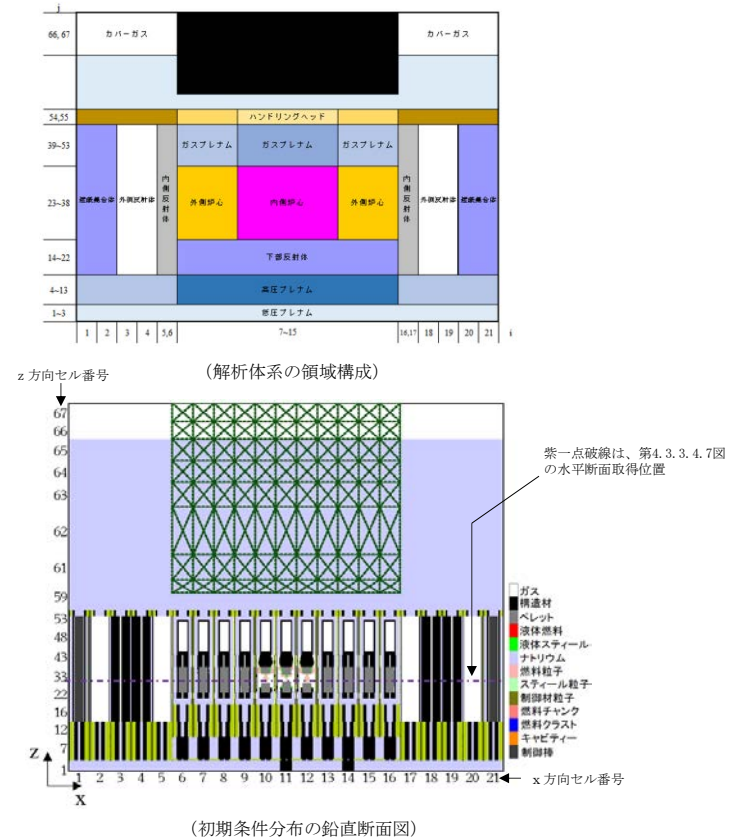 j
66, 67
カバーガス
カバーガス
54,55
ハンドリングヘッド
39~53
ガスプレナム
ガスプレナム
ガスプレナム
23~38
遮蔽集合体
外側反射体
内側反射体
外側炉心
内側炉心
外側炉心
内側反射体
外側反射体
遮蔽集合体
14~22
下部反射体
4~13
高圧プレナム
1~3
低圧プレナム
1 2 3 4 5,6 7~15 16,17 18 19 20 21 i
(解析体系の領域構成)
z 方向セル番号
67
66
65
64
63
62
61
59
53
48
43
33
22
16
12
7
1
紫一点破線は、第4.3.3.4.7図
の水平断面取得位置
ガス
構造材
ペレット
液体燃料
液体スティール
ナトリウム
燃料粒子
スティール粒子
制御材粒子
燃料チャンク
燃料クラスト
キャビティー
制御棒
Z
X
1 2 3 4 5 6 7 8 9 10 11 12 13 14 15 16 17 18 19 20 21
x 方向セル番号
(初期条件分布の鉛直断面図)